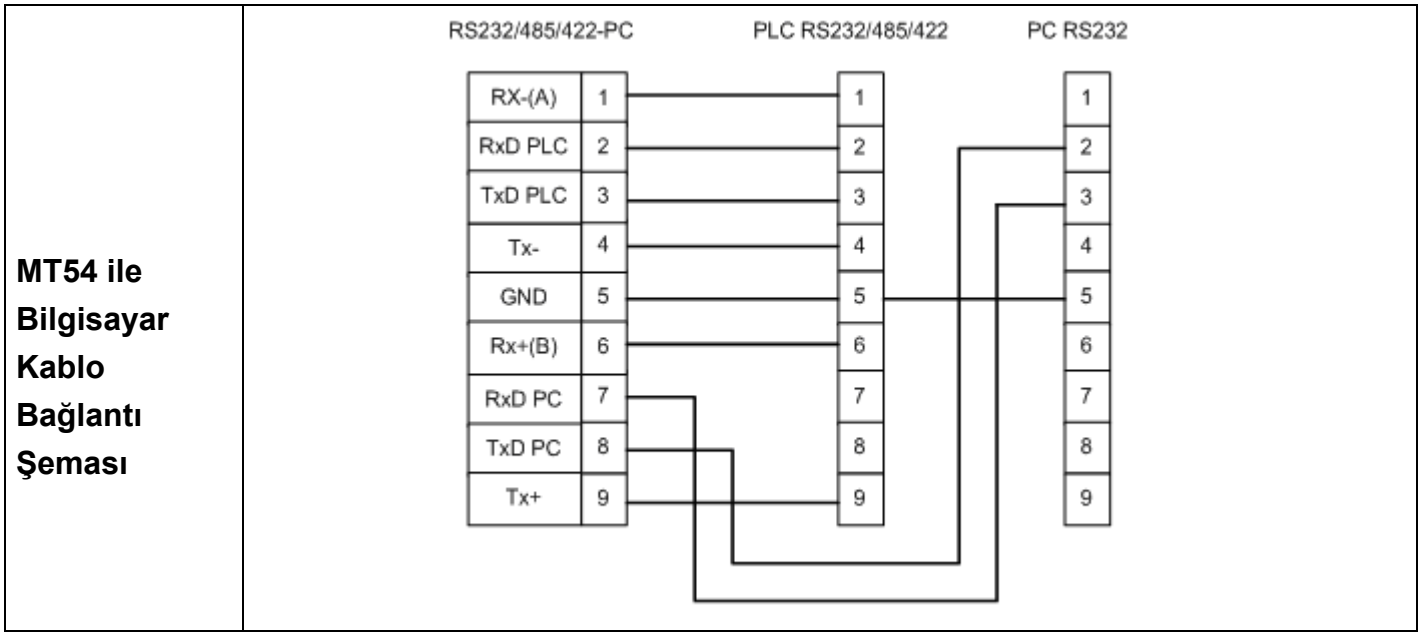 RS232/485/422-PC PLC RS232/485/422 PC RS232
RX-(A) 1 1 1
RxD PLC 2 2 2
TxD PLC 3 3 3
Tx- 4 4 4
GND 5 5 5
Rx+(B) 6 6 6
RxD PC 7 7 7
TxD PC 8 8 8
Tx+ 9 9 9
MT54 ile
Bilgisayar
Kablo
Bağlantı
Şeması